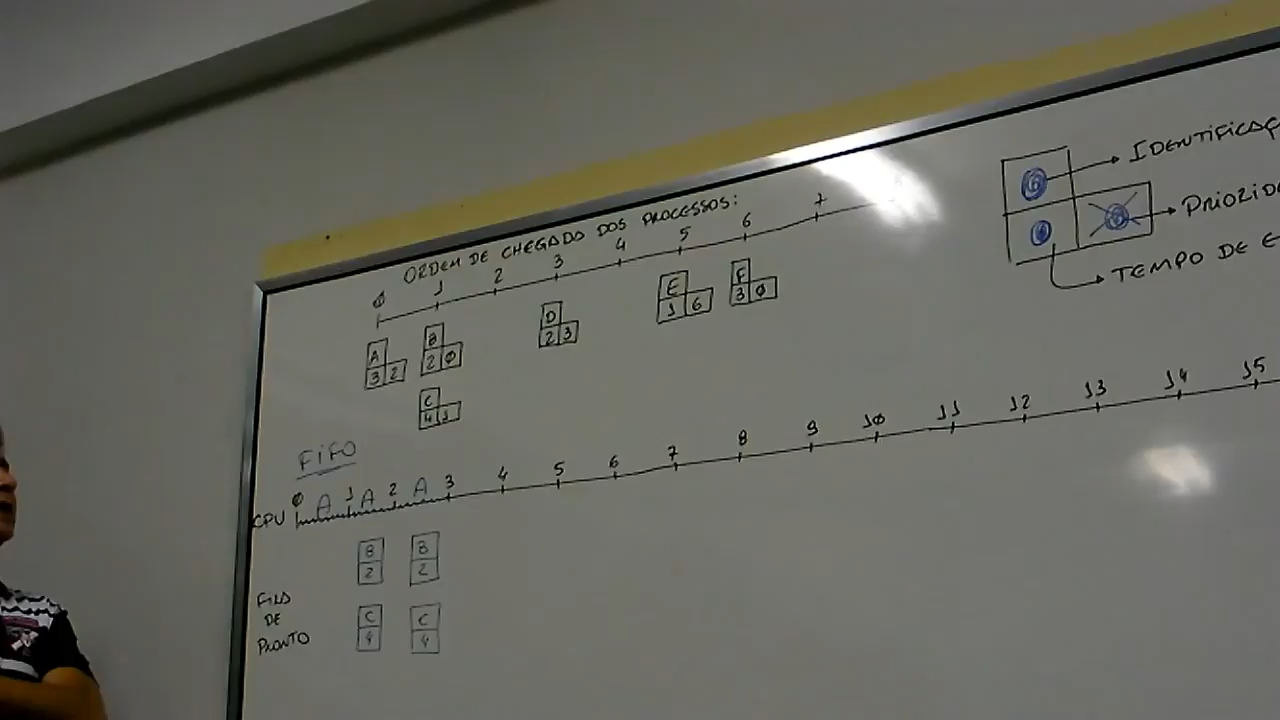 ORDEM DE CHEGADO DOS PROCESSOS:
0 1 2 3 4 5 6 7
A
3 2
B
2 0
C
4 1
D
2 3
E
1 6
F
3 0
→ IDENTIFICAÇ
→ PRIORID
→ TEMPO DE E
FIFO
0 1 2 3 4 5 6 7 8 9 10 11 12 13 14 15
CPU A A A
B B
2 2
FILA
DE
PRONTO
C C
4 4